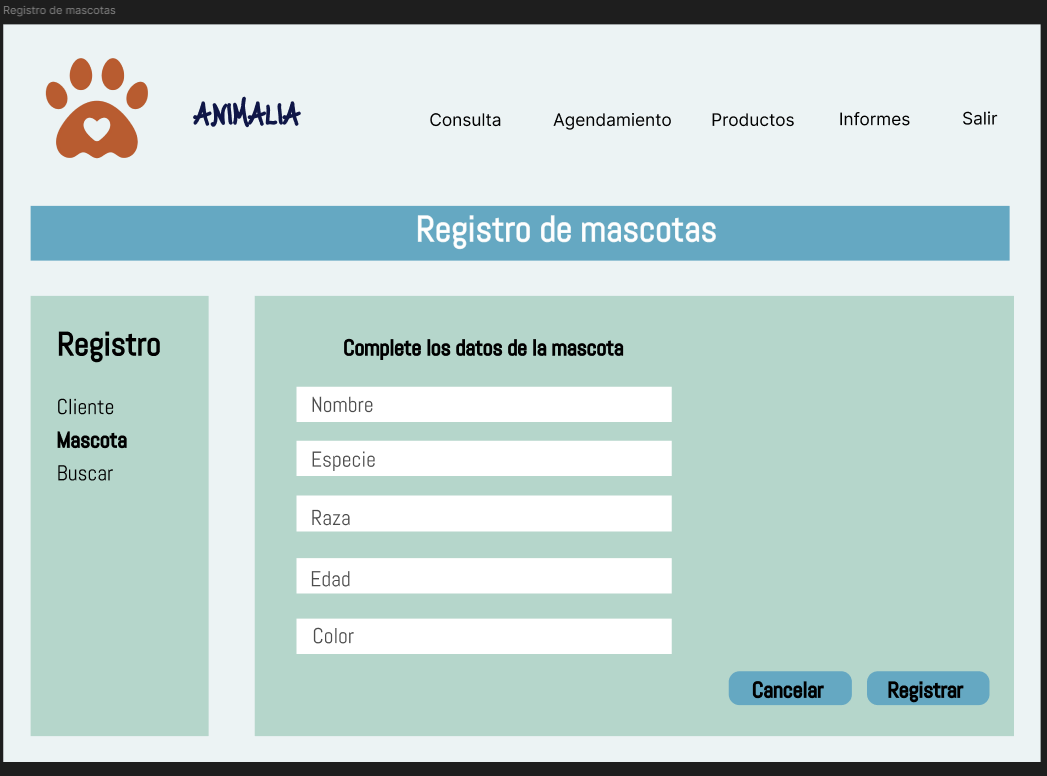 Registro de mascotas
ANIMALIA
Consulta Agendamiento Productos Informes Salir
Registro de mascotas
Registro
Cliente
Mascota
Buscar
Complete los datos de la mascota
Nombre
Especie
Raza
Edad
Color
Cancelar Registrar